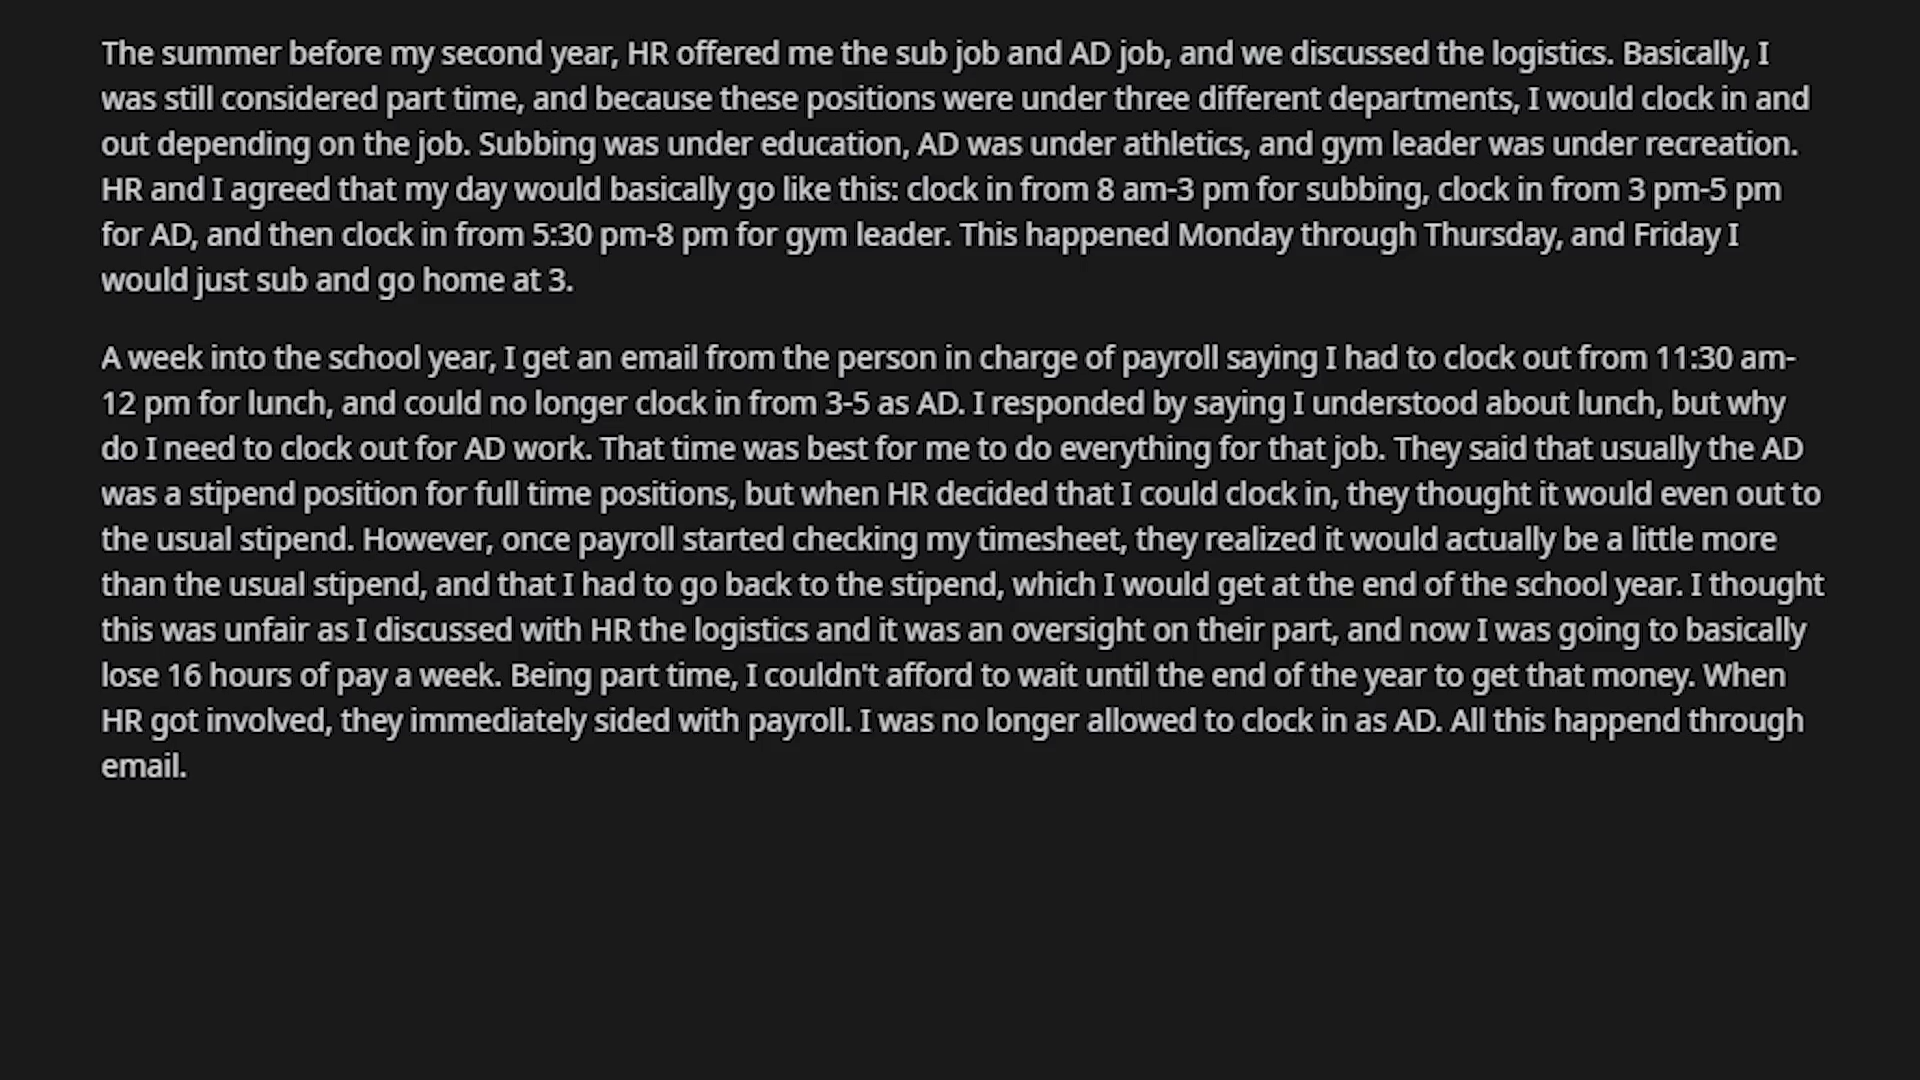 The summer before my second year, HR offered me the sub job and AD job, and we discussed the logistics. Basically, I
was still considered part time, and because these positions were under three different departments, I would clock in and
out depending on the job. Subbing was under education, AD was under athletics, and gym leader was under recreation.
HR and I agreed that my day would basically go like this: clock in from 8 am-3 pm for subbing, clock in from 3 pm-5 pm
for AD, and then clock in from 5:30 pm-8 pm for gym leader. This happened Monday through Thursday, and Friday I
would just sub and go home at 3.
A week into the school year, I get an email from the person in charge of payroll saying I had to clock out from 11:30 am-
12 pm for lunch, and could no longer clock in from 3-5 as AD. I responded by saying I understood about lunch, but why
do I need to clock out for AD work. That time was best for me to do everything for that job. They said that usually the AD
was a stipend position for full time positions, but when HR decided that I could clock in, they thought it would even out to
the usual stipend. However, once payroll started checking my timesheet, they realized it would actually be a little more
than the usual stipend, and that I had to go back to the stipend, which I would get at the end of the school year. I thought
this was unfair as I discussed with HR the logistics and it was an oversight on their part, and now I was going to basically
lose 16 hours of pay a week. Being part time, I couldn't afford to wait until the end of the year to get that money. When
HR got involved, they immediately sided with payroll. I was no longer allowed to clock in as AD. All this happend through
email.